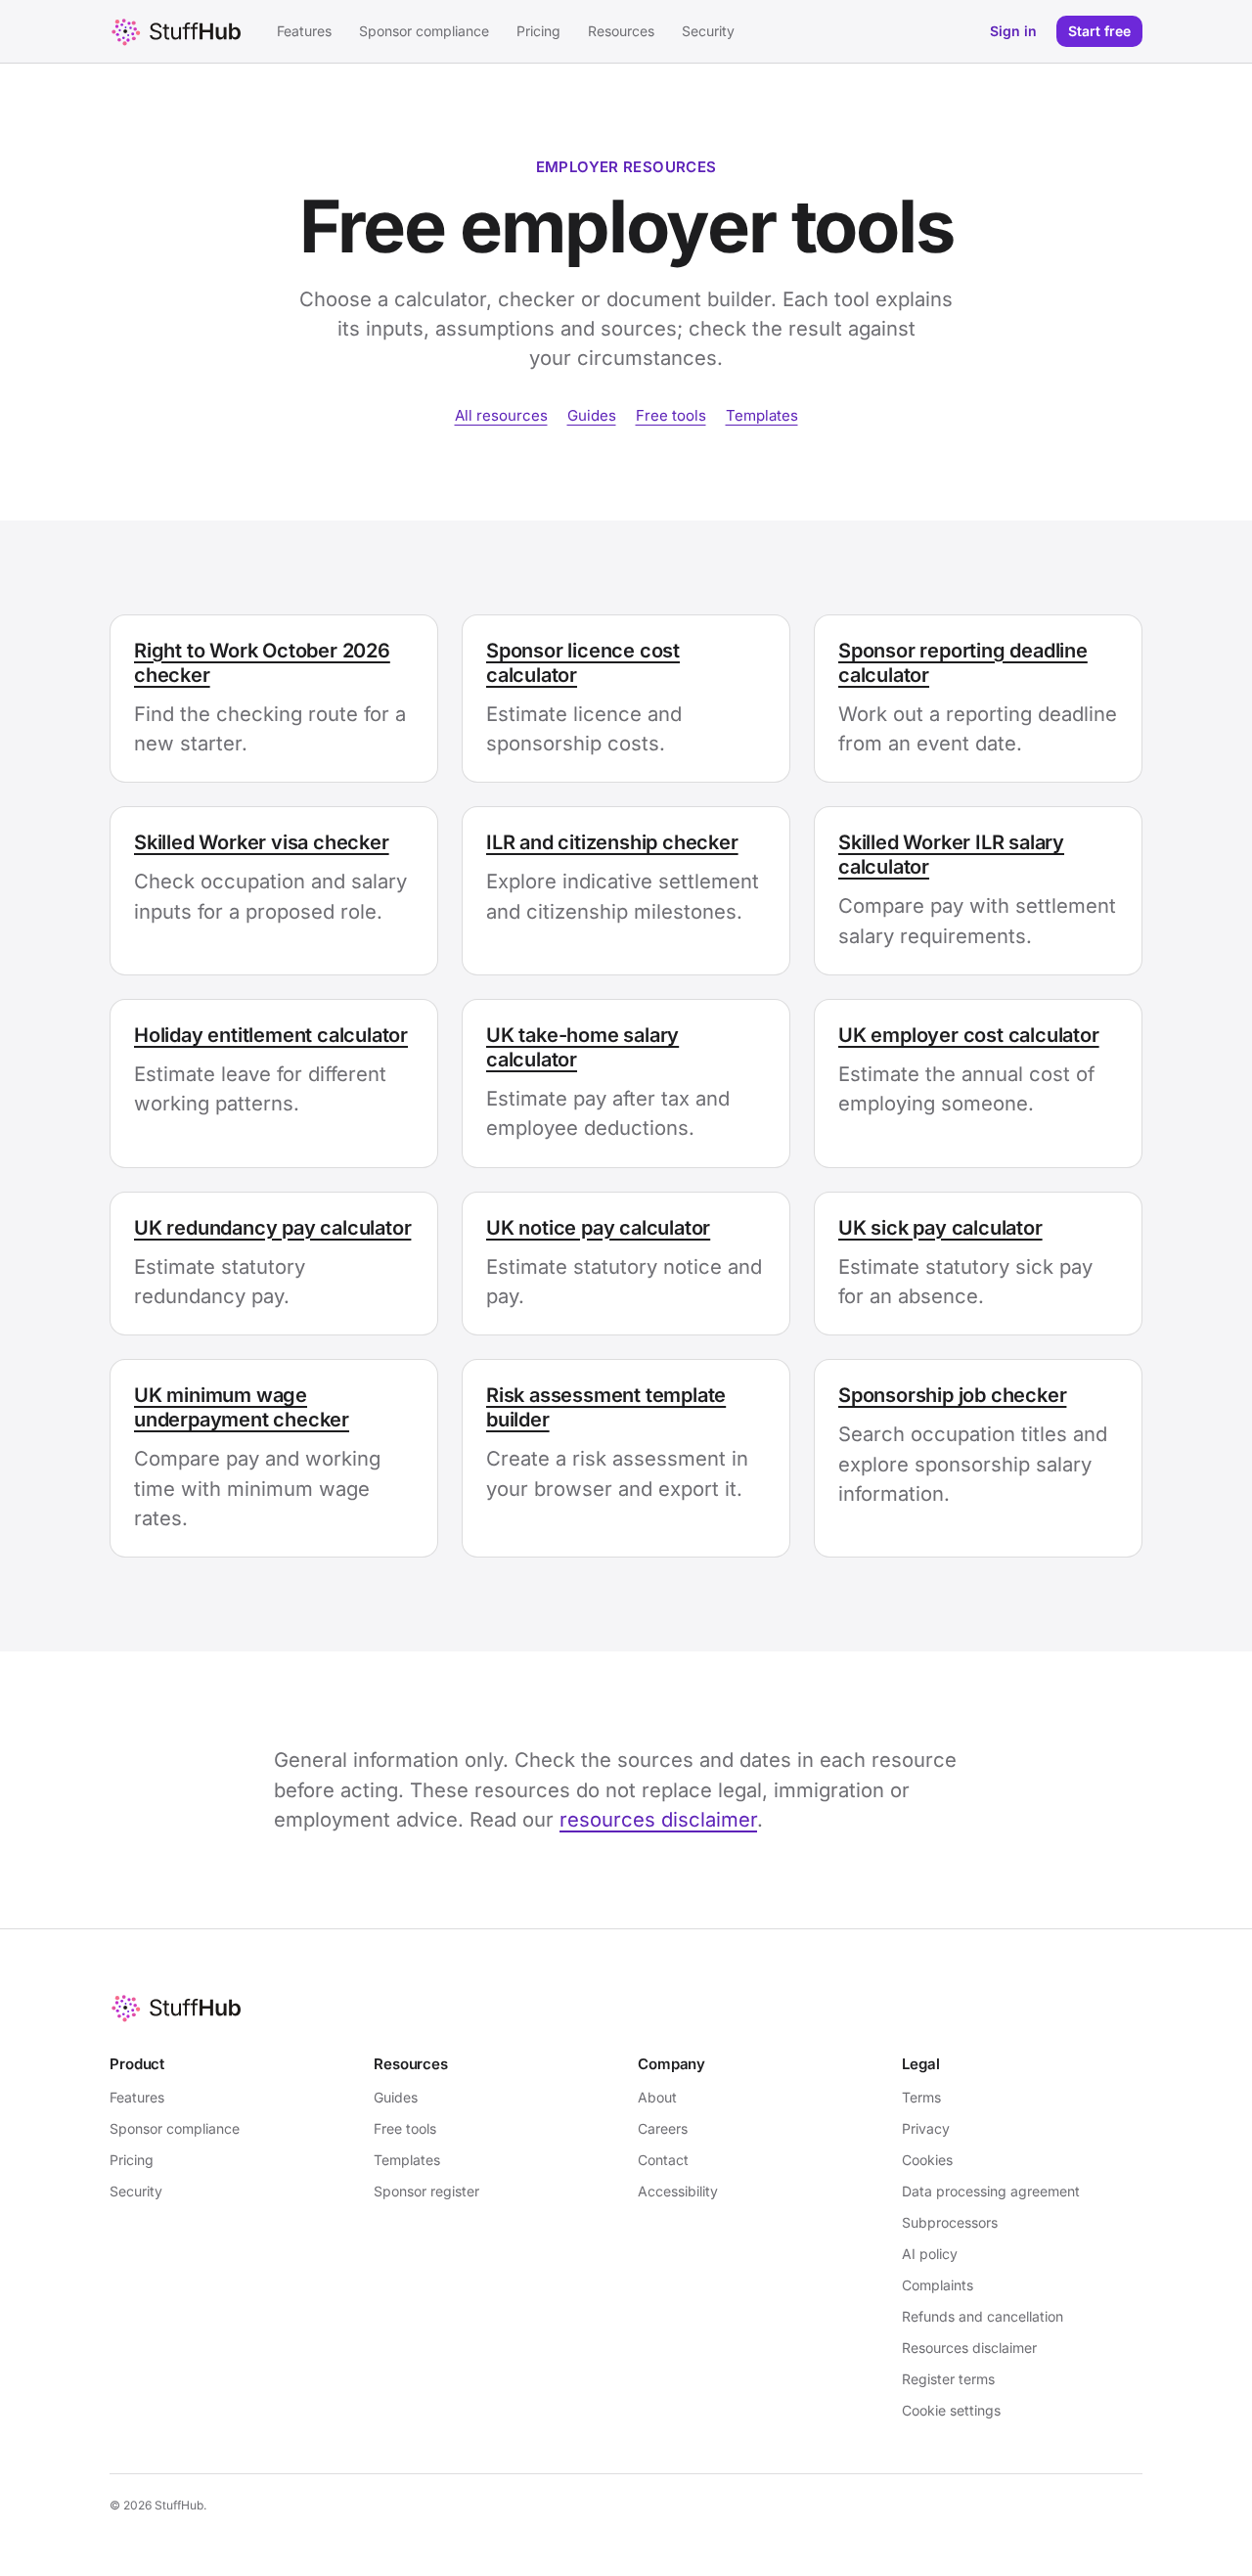 StuffHub
Features
Sponsor compliance
Pricing
Resources
Security
Sign in
Start free
EMPLOYER RESOURCES
Free employer tools
Choose a calculator, checker or document builder. Each tool explains
its inputs, assumptions and sources; check the result against
your circumstances.
All resources
Guides
Free tools
Templates
Right to Work October 2026
checker
Find the checking route for a
new starter.
Sponsor licence cost
calculator
Estimate licence and
sponsorship costs.
Sponsor reporting deadline
calculator
Work out a reporting deadline
from an event date.
Skilled Worker visa checker
Check occupation and salary
inputs for a proposed role.
ILR and citizenship checker
Explore indicative settlement
and citizenship milestones.
Skilled Worker ILR salary
calculator
Compare pay with settlement
salary requirements.
Holiday entitlement calculator
Estimate leave for different
working patterns.
UK take-home salary
calculator
Estimate pay after tax and
employee deductions.
UK employer cost calculator
Estimate the annual cost of
employing someone.
UK redundancy pay calculator
Estimate statutory
redundancy pay.
UK notice pay calculator
Estimate statutory notice and
pay.
UK sick pay calculator
Estimate statutory sick pay
for an absence.
UK minimum wage
underpayment checker
Compare pay and working
time with minimum wage
rates.
Risk assessment template
builder
Create a risk assessment in
your browser and export it.
Sponsorship job checker
Search occupation titles and
explore sponsorship salary
information.
General information only. Check the sources and dates in each resource
before acting. These resources do not replace legal, immigration or
employment advice. Read our resources disclaimer.
StuffHub
Product
Features
Sponsor compliance
Pricing
Security
Resources
Guides
Free tools
Templates
Sponsor register
Company
About
Careers
Contact
Accessibility
Legal
Terms
Privacy
Cookies
Data processing agreement
Subprocessors
AI policy
Complaints
Refunds and cancellation
Resources disclaimer
Register terms
Cookie settings
© 2026 StuffHub.